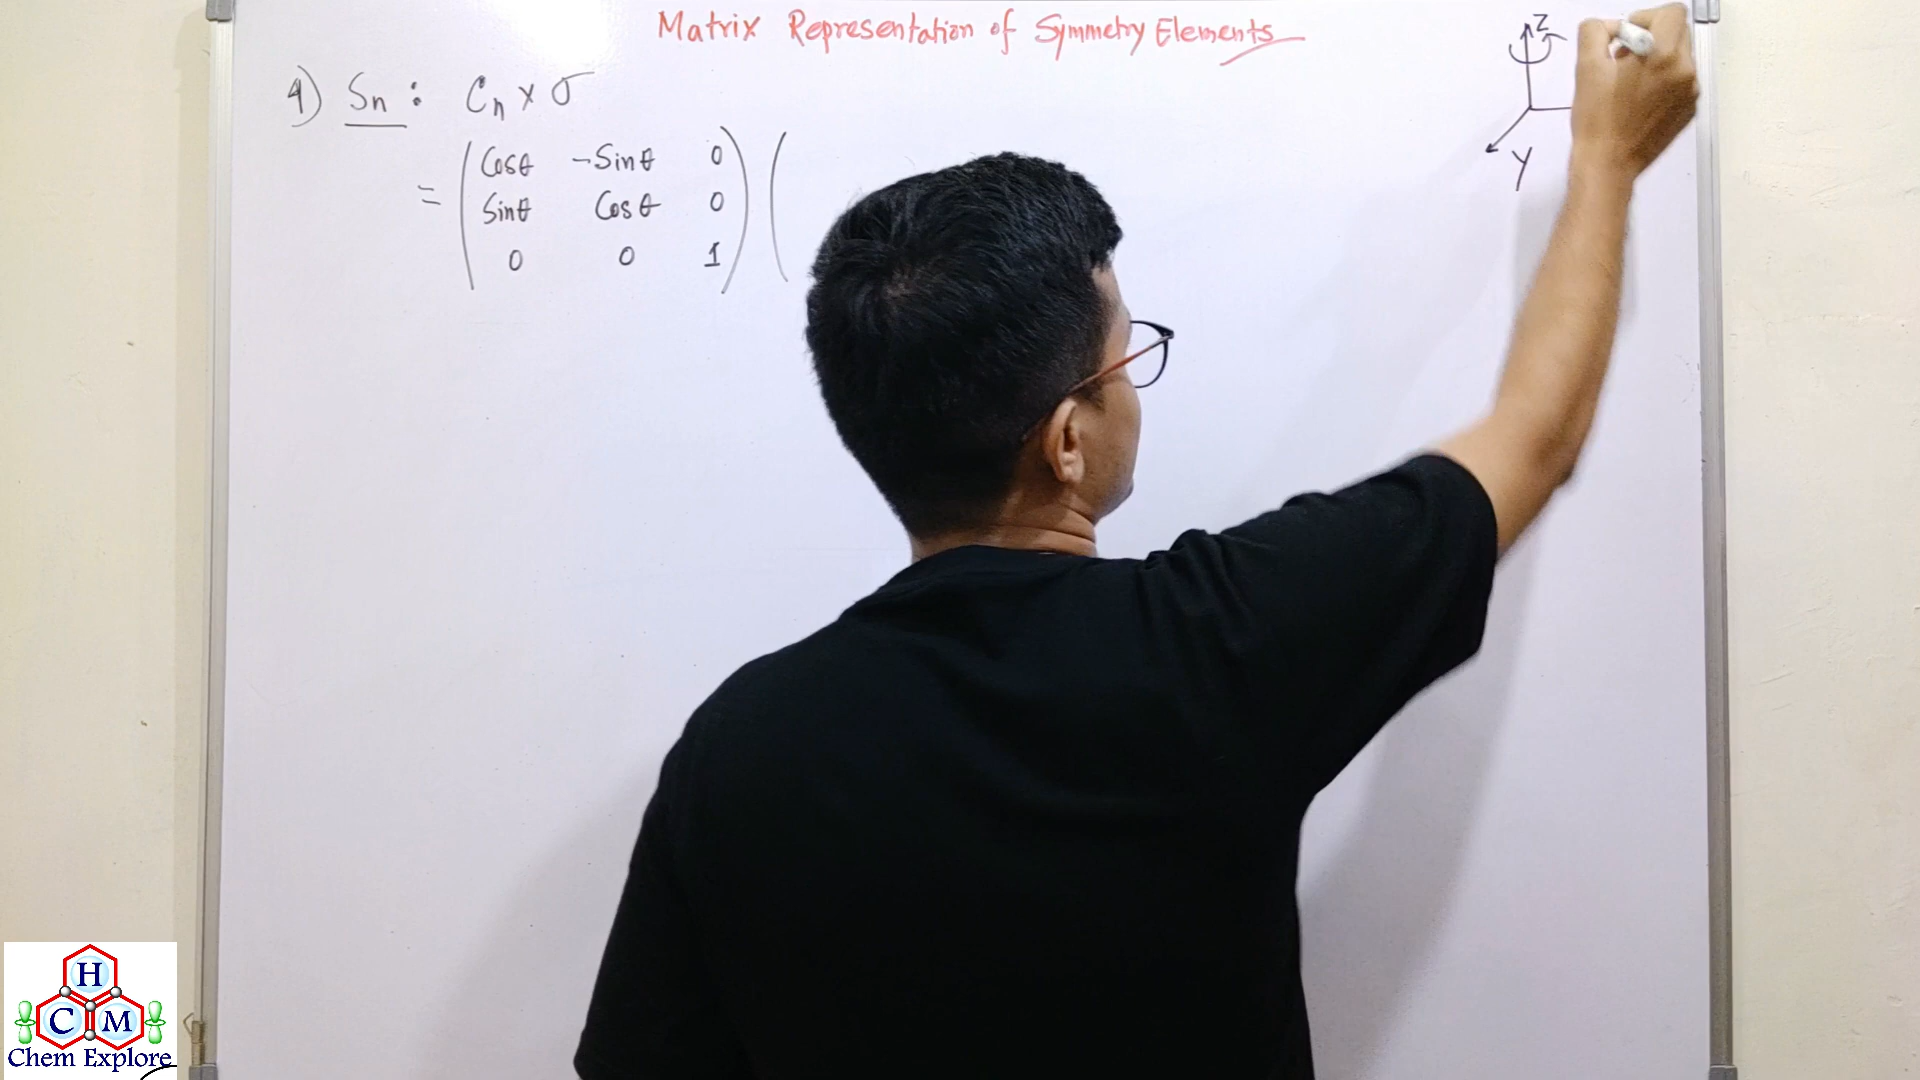 Matrix Representation of Symmetry Elements
4) Sn : Cn × σ
= ( Cosθ -Sinθ 0 ) (
Sinθ Cosθ 0
0 0 1
Z
Y
H
C M
Chem Explore